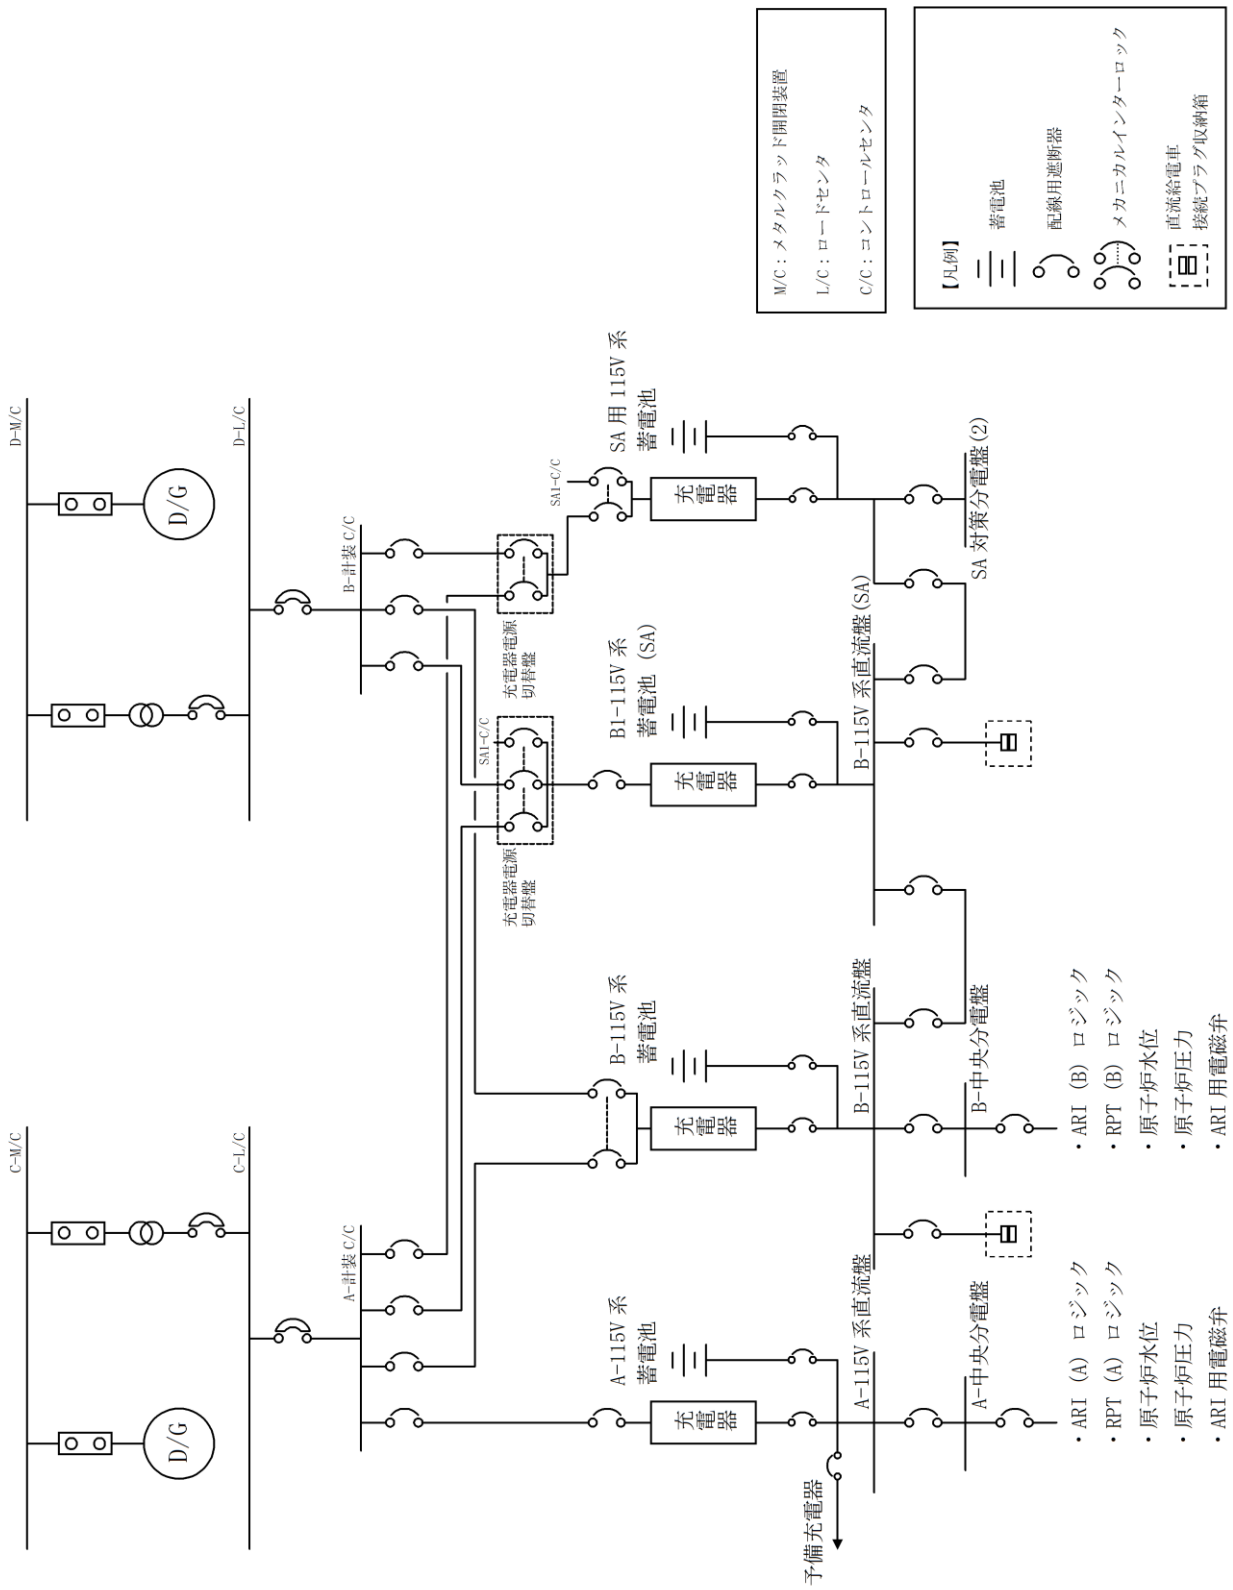 C-M/C
D-M/C
D/G
D/G
C-L/C
D-L/C
A-計装 C/C
B-計装 C/C
充電器電源
切替盤
SA1-C/C
充電器電源
切替盤
SA1-C/C
A-115V 系
蓄電池
B-115V 系
蓄電池
B1-115V 系
蓄電池 (SA)
SA 用 115V 系
蓄電池
充電器
充電器
充電器
充電器
予備充電器
A-115V 系直流盤
B-115V 系直流盤
B-115V 系直流盤(SA)
A-中央分電盤
B-中央分電盤
SA 対策分電盤(2)
・ARI (A) ロジック
・RPT (A) ロジック
・原子炉水位
・原子炉圧力
・ARI 用電磁弁
・ARI (B) ロジック
・RPT (B) ロジック
・原子炉水位
・原子炉圧力
・ARI 用電磁弁
M/C：メタルクラッド開閉装置
L/C：ロードセンタ
C/C：コントロールセンタ
【凡例】
蓄電池
配線用遮断器
メカニカルインターロック
直流給電車
接続プラグ収納箱